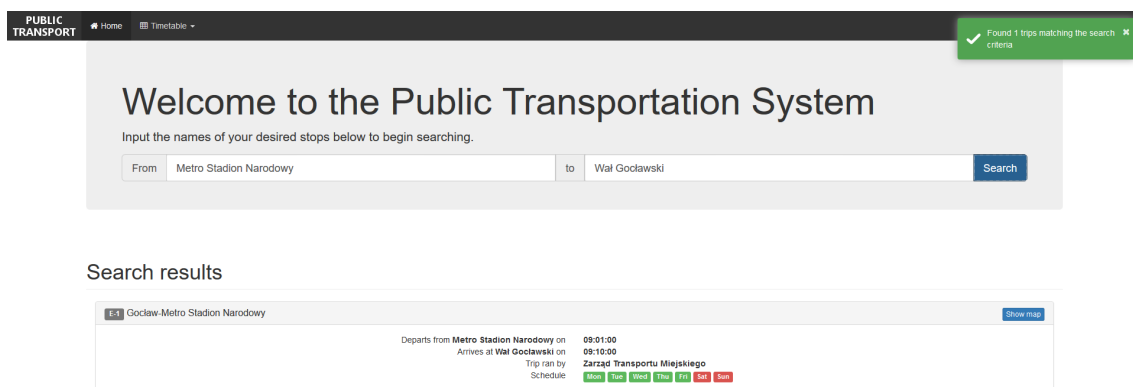 PUBLIC
TRANSPORT
Home
Timetable
Found 1 trips matching the search
criteria
Welcome to the Public Transportation System
Input the names of your desired stops below to begin searching.
From Metro Stadion Narodowy to Wał Gocławski Search
Search results
E-1 Gocław-Metro Stadion Narodowy Show map
Departs from Metro Stadion Narodowy on 09:01:00
Arrives at Wał Gocławski on 09:10:00
Trip ran by Zarząd Transportu Miejskiego
Schedule Mon Tue Wed Thu Fri Sat Sun